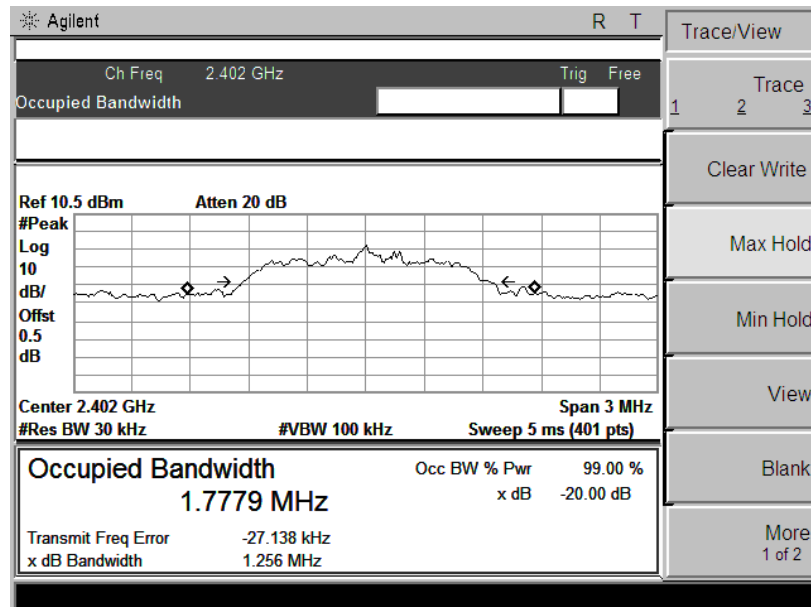 Agilent R T
Ch Freq 2.402 GHz Trig Free
Occupied Bandwidth
Ref 10.5 dBm Atten 20 dB
#Peak
Log
10
dB/
Offst
0.5
dB
Center 2.402 GHz Span 3 MHz
#Res BW 30 kHz #VBW 100 kHz Sweep 5 ms (401 pts)
Occupied Bandwidth Occ BW % Pwr 99.00 %
1.7779 MHz x dB -20.00 dB
Transmit Freq Error -27.138 kHz
x dB Bandwidth 1.256 MHz
Trace/View
Trace
1 2 3
Clear Write
Max Hold
Min Hold
View
Blank
More
1 of 2